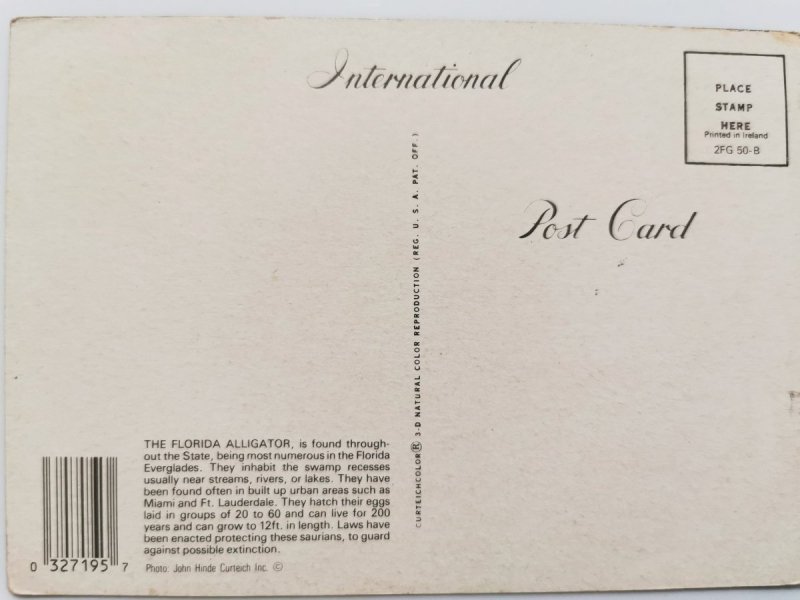 International
PLACE
STAMP
HERE
Printed in Ireland
2FG 50-B
Post Card
CURTEICHCOLOR® 3-D NATURAL COLOR REPRODUCTION (REG. U. S. A. PAT. OFF.)
THE FLORIDA ALLIGATOR, is found through-
out the State, being most numerous in the Florida
Everglades. They inhabit the swamp recesses
usually near streams, rivers, or lakes. They have
been found often in built up urban areas such as
Miami and Ft. Lauderdale. They hatch their eggs
laid in groups of 20 to 60 and can live for 200
years and can grow to 12ft. in length. Laws have
been enacted protecting these saurians, to guard
against possible extinction.
0 327195 7
Photo: John Hinde Curteich Inc. ©